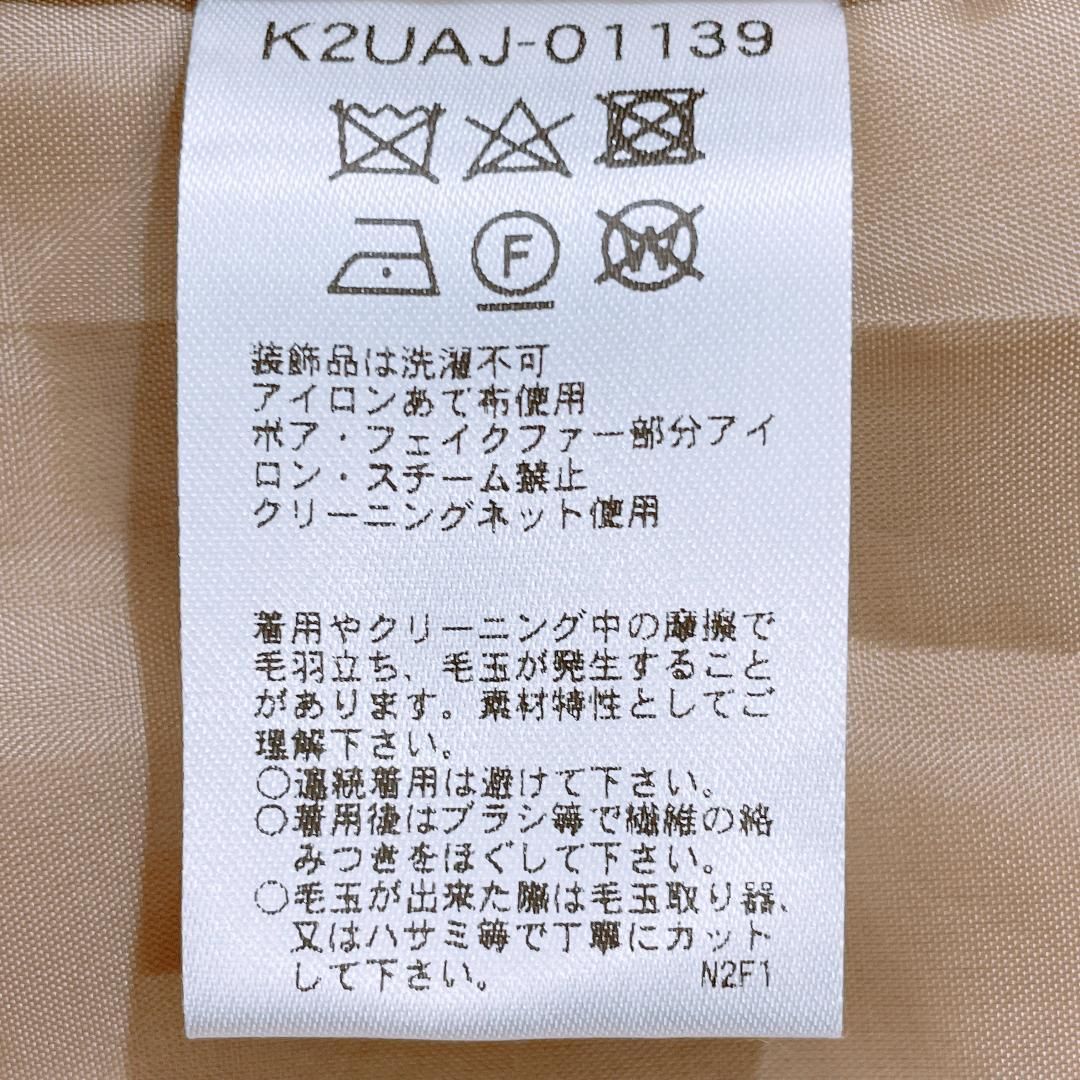 K2UAJ-01139
F
W
装飾品は洗濯不可
アイロンあて布使用
ボア・フェイクファー部分アイ
ロン・スチーム禁止
クリーニングネット使用
着用やクリーニング中の摩擦で
毛羽立ち、毛玉が発生すること
があります。素材特性としてご
理解下さい。
○連続着用は避けて下さい。
○着用後はブラシ等で繊維の絡
みつきをほぐして下さい。
○毛玉が出来た際は毛玉取り器、
又はハサミ等で丁寧にカット
して下さい。 N2F1